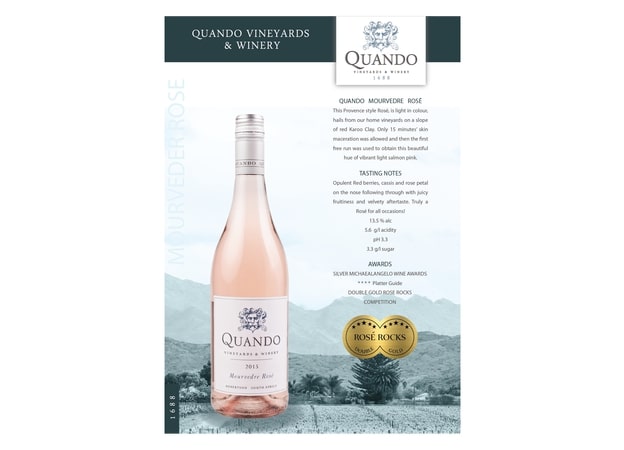 QUANDO VINEYARDS
& WINERY
QUANDO
VINEYARDS & WINERY
1688
MOURVEDER ROSE
QUANDO MOURVEDRE ROSÉ
This Provence style Rosé, is light in colour,
hails from our home vineyards on a slope
of red Karoo Clay. Only 15 minutes' skin
maceration was allowed and then the first
free run was used to obtain this beautiful
hue of vibrant light salmon pink.
TASTING NOTES
Opulent Red berries, cassis and rose petal
on the nose following through with juicy
fruitiness and velvety aftertaste. Truly a
Rosé for all occasions!
13.5 % alc
5.6 g/l acidity
pH 3.3
3.3 g/l sugar
AWARDS
SILVER MICHAEALANGELO WINE AWARDS
**** Platter Guide
DOUBLE GOLD ROSE ROCKS
COMPETITION
ROSÉ ROCKS
DOUBLE GOLD
QUANDO
QUANDO
VINEYARDS & WINERY
2013
Mourvedre Rosé
ROBERTSON · SOUTH AFRICA
1688